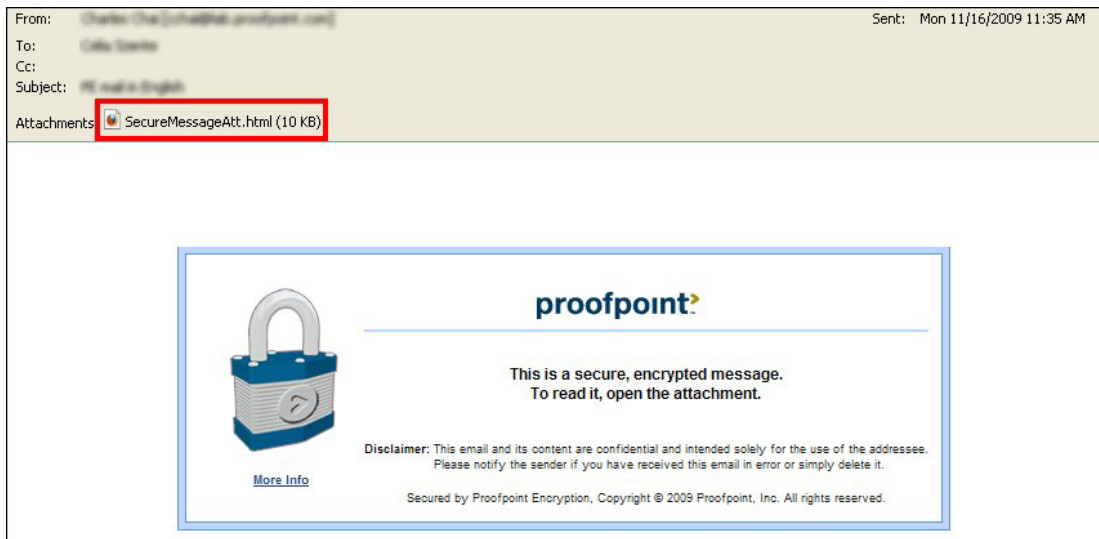 From: Sent: Mon 11/16/2009 11:35 AM
To:
Cc:
Subject:
Attachments SecureMessageAtt.html (10 KB)
proofpoint
This is a secure, encrypted message.
To read it, open the attachment.
Disclaimer: This email and its content are confidential and intended solely for the use of the addressee.
Please notify the sender if you have received this email in error or simply delete it.
More Info
Secured by Proofpoint Encryption, Copyright © 2009 Proofpoint, Inc. All rights reserved.